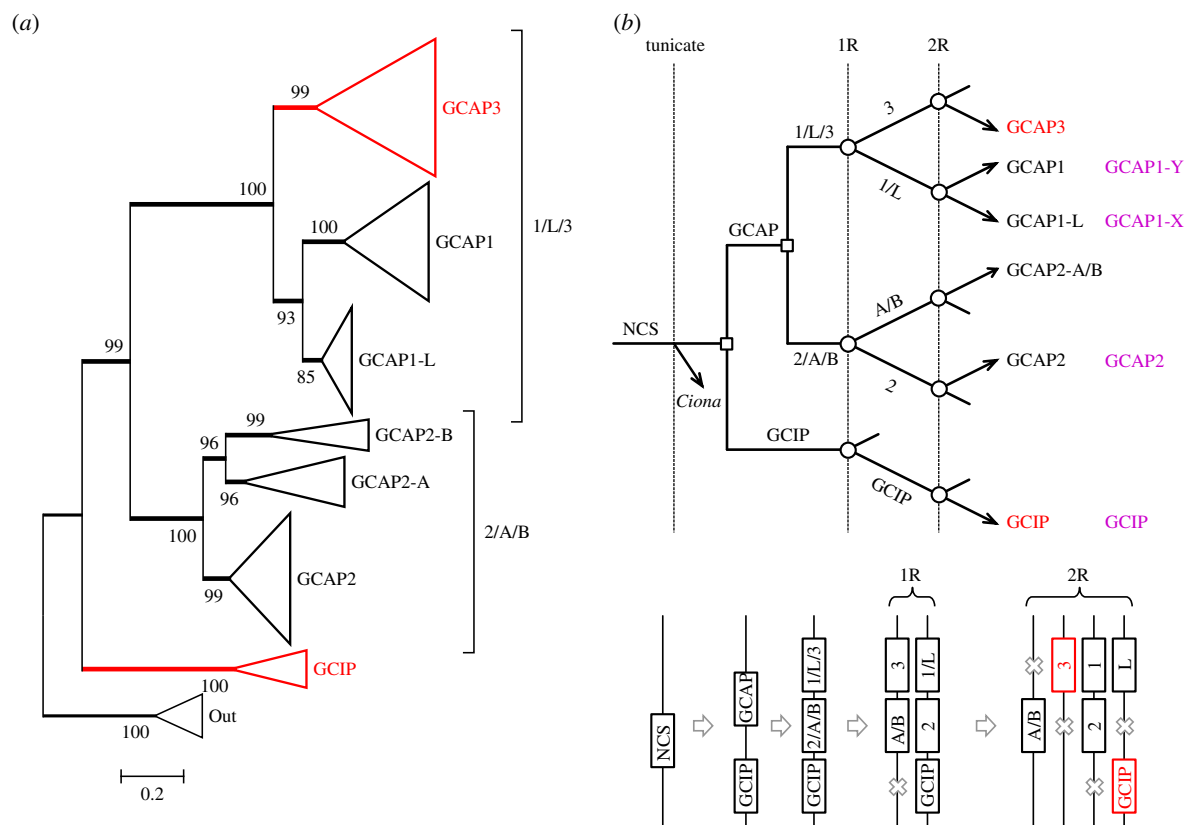 (a)
99
GCAP3
100
100
GCAP1
1/L/3
93
GCAP1-L
85
99
99
GCAP2-B
96
GCAP2-A
96
100
2/A/B
GCAP2
99
GCIP
100
Out
100
0.2
(b)
tunicate
1R
2R
3
GCAP3
1/L/3
GCAP1
GCAP1-Y
1/L
GCAP1-L
GCAP1-X
GCAP
GCAP2-A/B
A/B
NCS
2/A/B
GCAP2
GCAP2
2
Ciona
GCIP
GCIP
GCIP
GCIP
1R
2R
NCS
GCAP
GCIP
1/L/3
2/A/B
GCIP
3
A/B
1/L
2
GCIP
A/B
3
1
2
L
GCIP